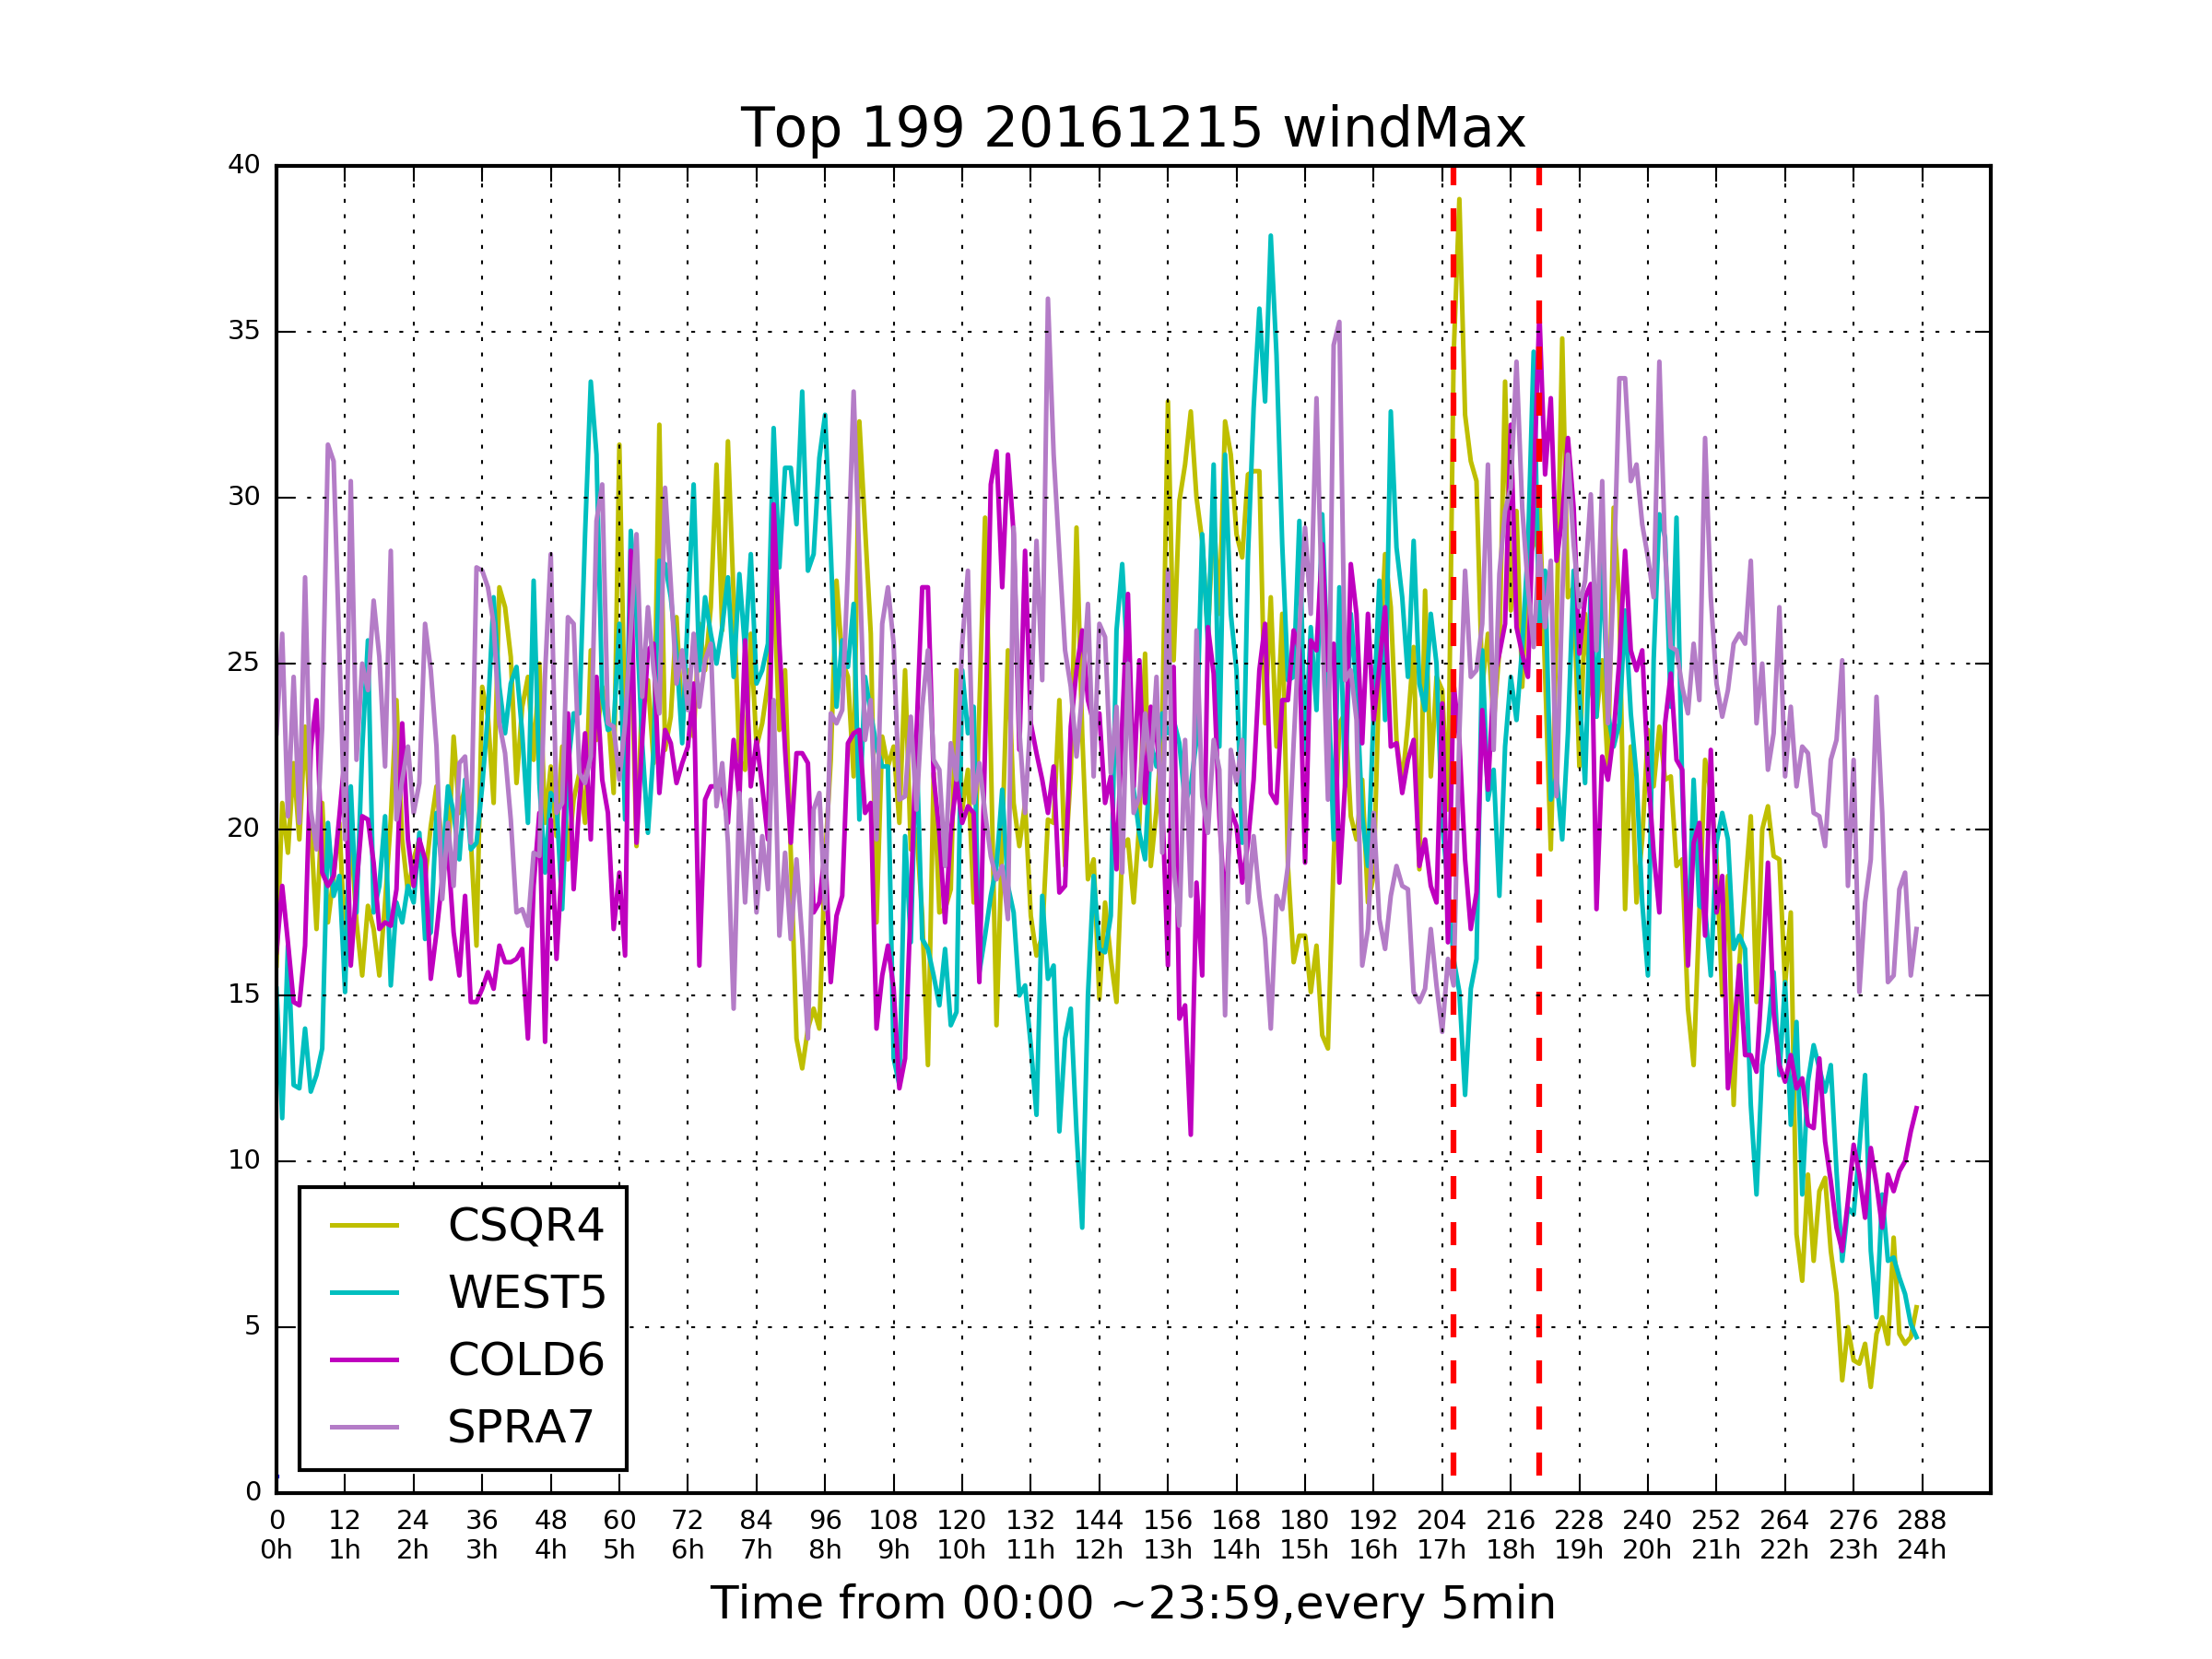 Top 199 20161215 windMax
40
35
30
25
20
15
10
5
0
CSQR4
WEST5
COLD6
SPRA7
0 12 24 36 48 60 72 84 96 108 120 132 144 156 168 180 192 204 216 228 240 252 264 276 288
0h 1h 2h 3h 4h 5h 6h 7h 8h 9h 10h 11h 12h 13h 14h 15h 16h 17h 18h 19h 20h 21h 22h 23h 24h
Time from 00:00 ~23:59,every 5min